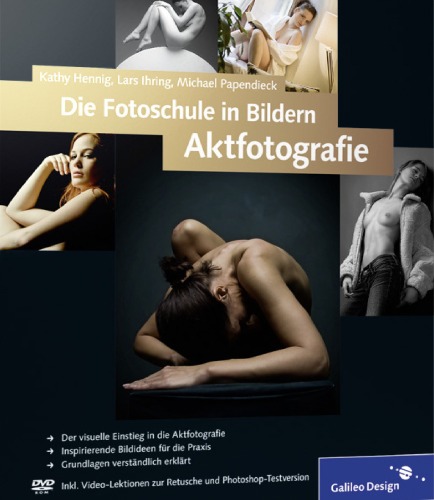 Kathy Hennig, Lars Ihring, Michael Papendieck
Die Fotoschule in Bildern
Aktfotografie
→ Der visuelle Einstieg in die Aktfotografie
→ Inspirierende Bildideen für die Praxis
→ Grundlagen verständlich erklärt
DVD
ROM
Inkl. Video-Lektionen zur Retusche und Photoshop-Testversion
Galileo Design